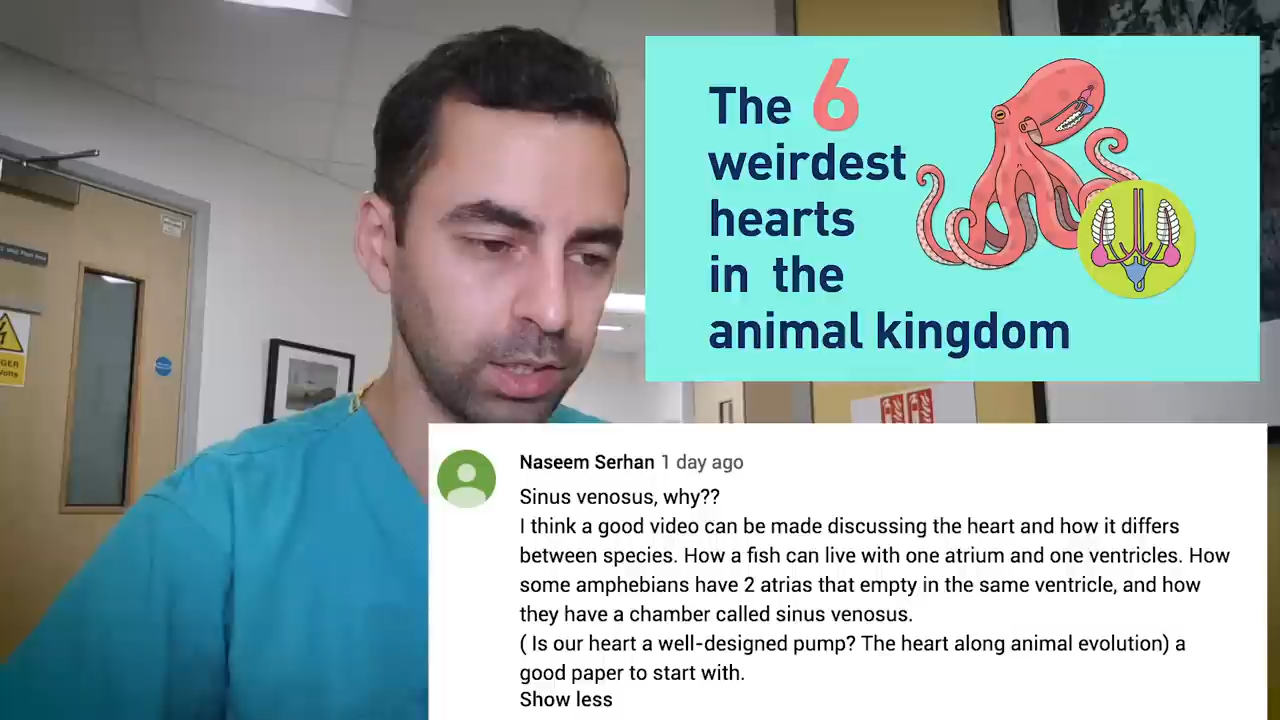 The 6
weirdest
hearts
in the
animal kingdom
GER
Volts
Naseem Serhan 1 day ago
Sinus venosus, why??
I think a good video can be made discussing the heart and how it differs
between species. How a fish can live with one atrium and one ventricles. How
some amphebians have 2 atrias that empty in the same ventricle, and how
they have a chamber called sinus venosus.
( Is our heart a well-designed pump? The heart along animal evolution) a
good paper to start with.
Show less